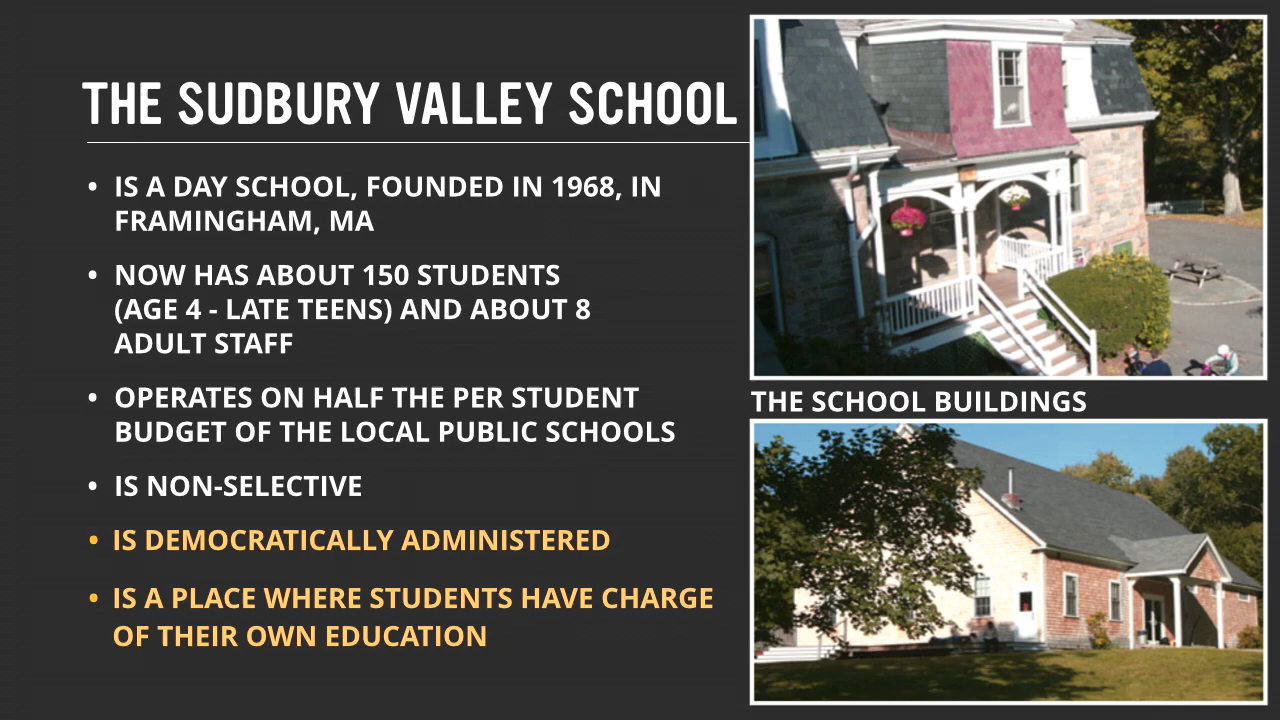 THE SUDBURY VALLEY SCHOOL
• IS A DAY SCHOOL, FOUNDED IN 1968, IN
FRAMINGHAM, MA
• NOW HAS ABOUT 150 STUDENTS
(AGE 4 - LATE TEENS) AND ABOUT 8
ADULT STAFF
• OPERATES ON HALF THE PER STUDENT
BUDGET OF THE LOCAL PUBLIC SCHOOLS
• IS NON-SELECTIVE
• IS DEMOCRATICALLY ADMINISTERED
• IS A PLACE WHERE STUDENTS HAVE CHARGE
OF THEIR OWN EDUCATION
THE SCHOOL BUILDINGS